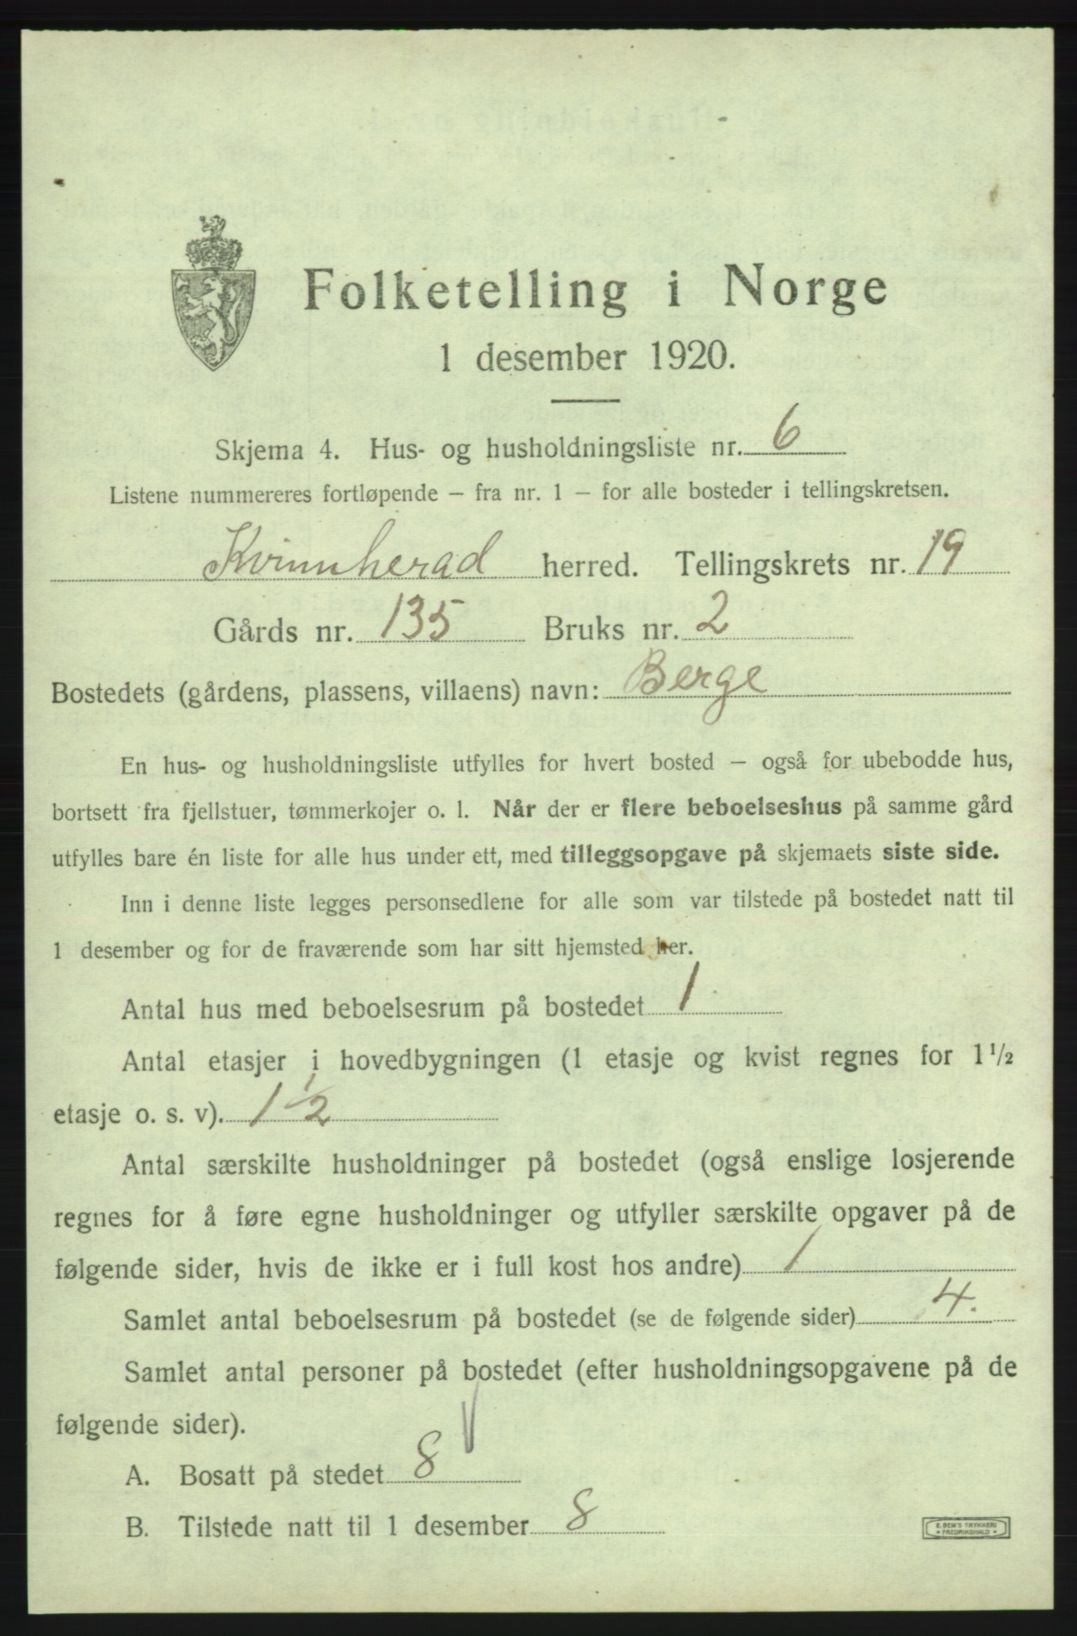 Folketelling i Norge
1 desember 1920.
Skjema 4. Hus- og husholdningsliste nr. 6
Listene nummereres fortløpende – fra nr. 1 – for alle bosteder i tellingskretsen.
Kvinnherad herred. Tellingskrets nr. 19
Gårds nr. 135 Bruks nr. 2
Bostedets (gårdens, plassens, villaens) navn: Berge
En hus- og husholdningsliste utfylles for hvert bosted – også for ubebodde hus,
bortsett fra fjellstuer, tømmerkojer o. l. Når der er flere beboelseshus på samme gård
utfylles bare én liste for alle hus under ett, med tilleggsopgave på skjemaets siste side.
Inn i denne liste legges personsedlene for alle som var tilstede på bostedet natt til
1 desember og for de fraværende som har sitt hjemsted her.
Antal hus med beboelsesrum på bostedet 1
Antal etasjer i hovedbygningen (1 etasje og kvist regnes for 1 1/2
etasje o. s. v). 1 1/2
Antal særskilte husholdninger på bostedet (også enslige losjerende
regnes for å føre egne husholdninger og utfyller særskilte opgaver på de
følgende sider, hvis de ikke er i full kost hos andre) 1
Samlet antal beboelsesrum på bostedet (se de følgende sider) 4.
Samlet antal personer på bostedet (efter husholdningsopgavene på de
følgende sider).
A. Bosatt på stedet 8
B. Tilstede natt til 1 desember 8
E. SEM'S TRYKKERI
• FREDRIKSHALD •